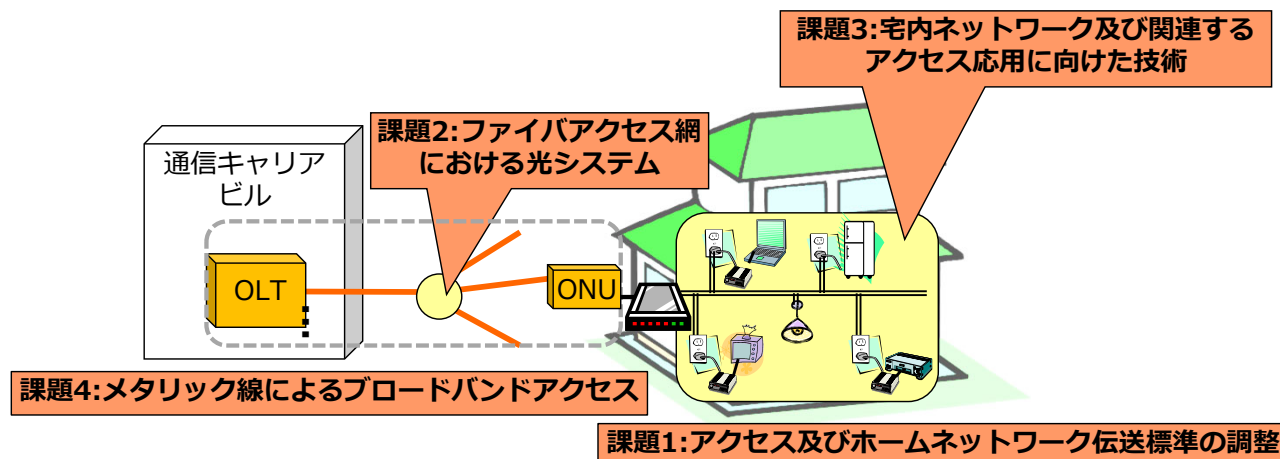 課題3:宅内ネットワーク及び関連する
アクセス応用に向けた技術
課題2:ファイバアクセス網
における光システム
通信キャリア
ビル
OLT
ONU
課題4:メタリック線によるブロードバンドアクセス
課題1:アクセス及びホームネットワーク伝送標準の調整